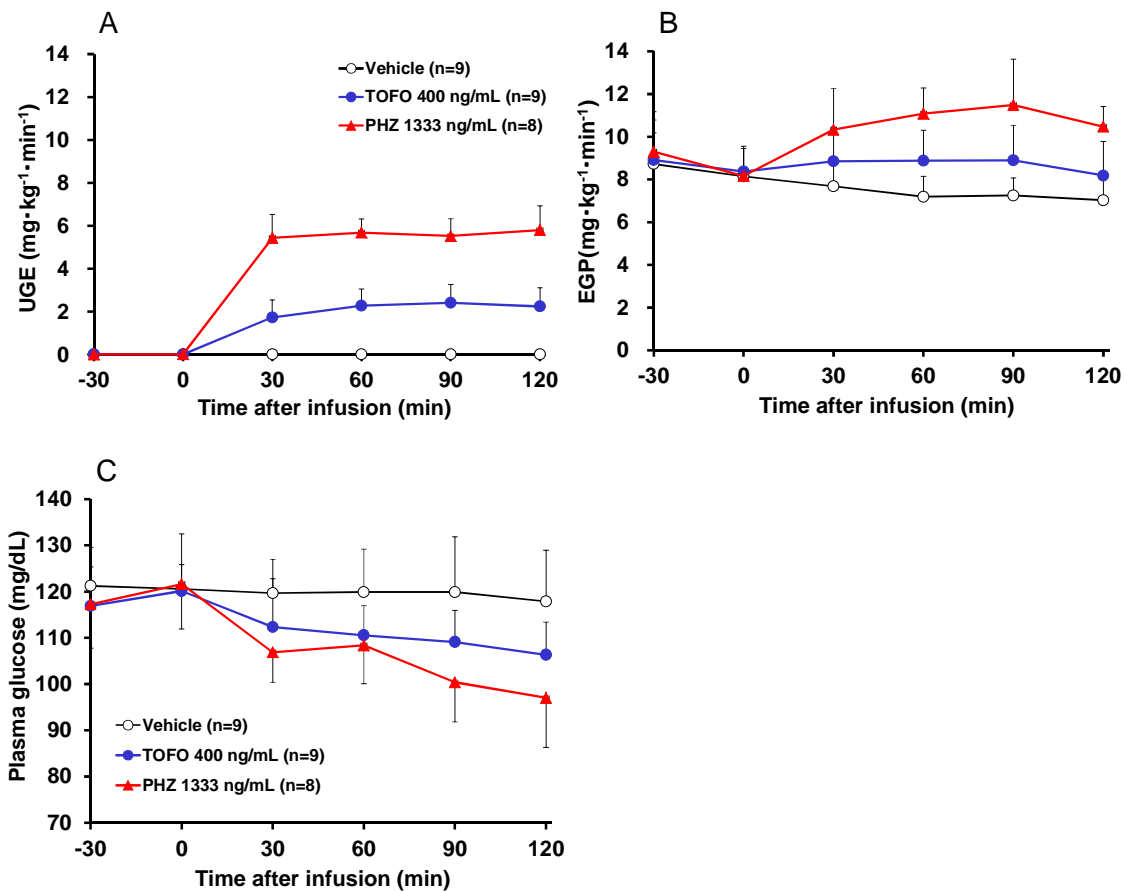 A
14
12
10
8
6
4
2
0
UGE (mg·kg⁻¹·min⁻¹)
Vehicle (n=9)
TOFO 400 ng/mL (n=9)
PHZ 1333 ng/mL (n=8)
-30 0 30 60 90 120
Time after infusion (min)
B
14
12
10
8
6
4
2
0
EGP(mg·kg⁻¹·min⁻¹)
-30 0 30 60 90 120
Time after infusion (min)
C
140
130
120
110
100
90
80
70
Plasma glucose (mg/dL)
Vehicle (n=9)
TOFO 400 ng/mL (n=9)
PHZ 1333 ng/mL (n=8)
-30 0 30 60 90 120
Time after infusion (min)